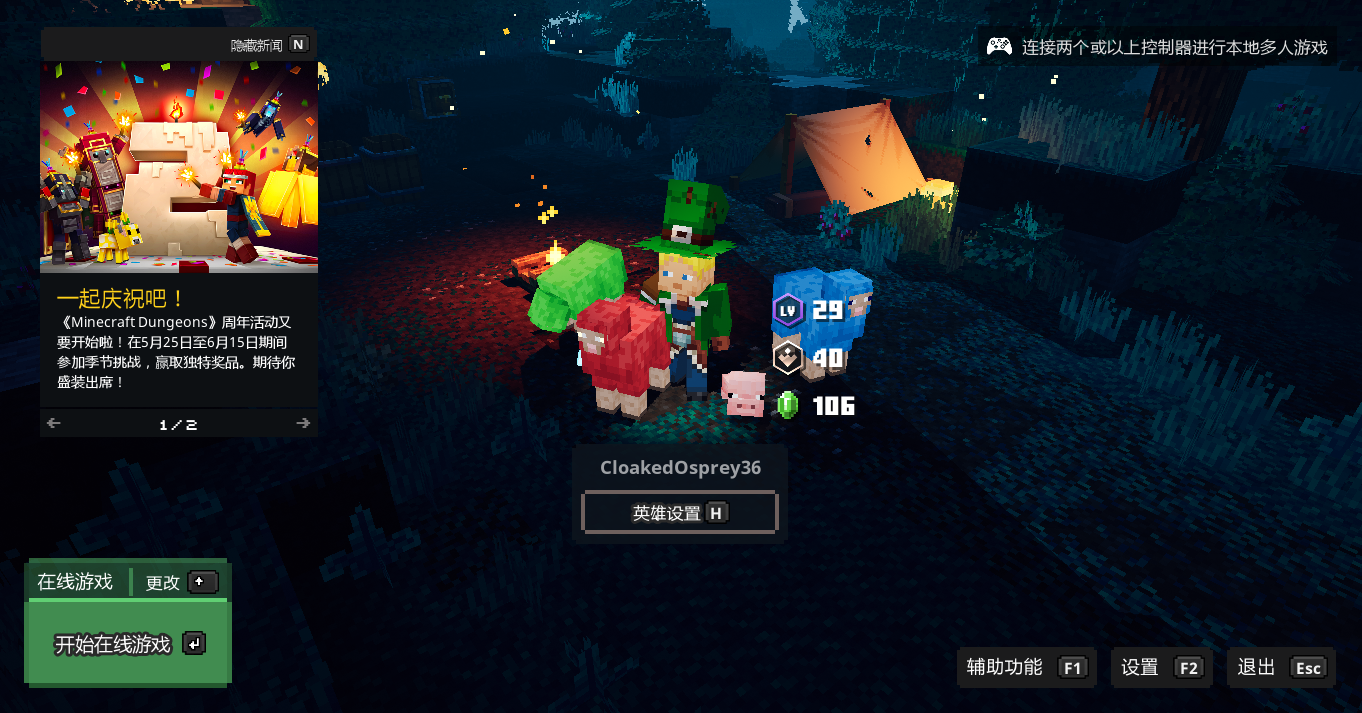 隐藏新闻 N
一起庆祝吧！
《Minecraft Dungeons》周年活动又
要开始啦！在5月25日至6月15日期间
参加季节挑战，赢取独特奖品。期待你
盛装出席！
1/2
连接两个或以上控制器进行本地多人游戏
LV 29
40
106
CloakedOsprey36
英雄设置 H
在线游戏 更改
开始在线游戏
辅助功能 F1
设置 F2
退出 Esc